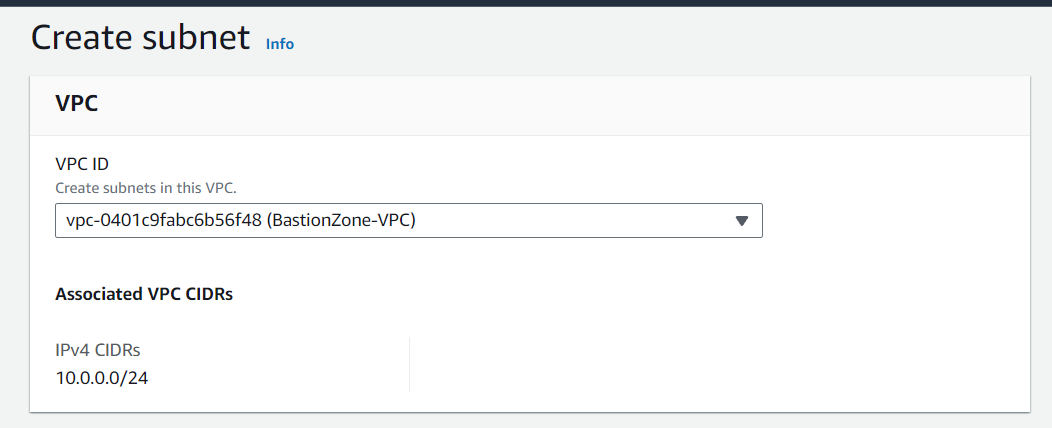 Create subnet Info
VPC
VPC ID
Create subnets in this VPC.
vpc-0401c9fabc6b56f48 (BastionZone-VPC)
Associated VPC CIDRs
IPv4 CIDRs
10.0.0.0/24